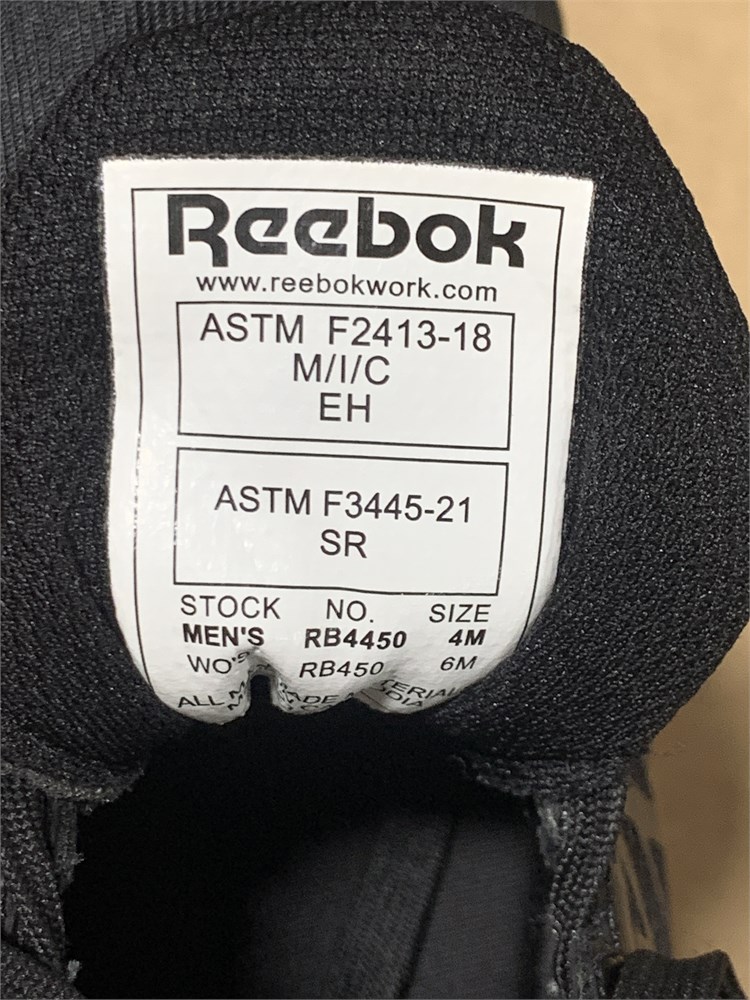 Reebok
www.reebokwork.com
ASTM F2413-18
M/I/C
EH
ASTM F3445-21
SR
STOCK NO. SIZE
MEN'S RB4450 4M
WO'S RB450 6M
ALL